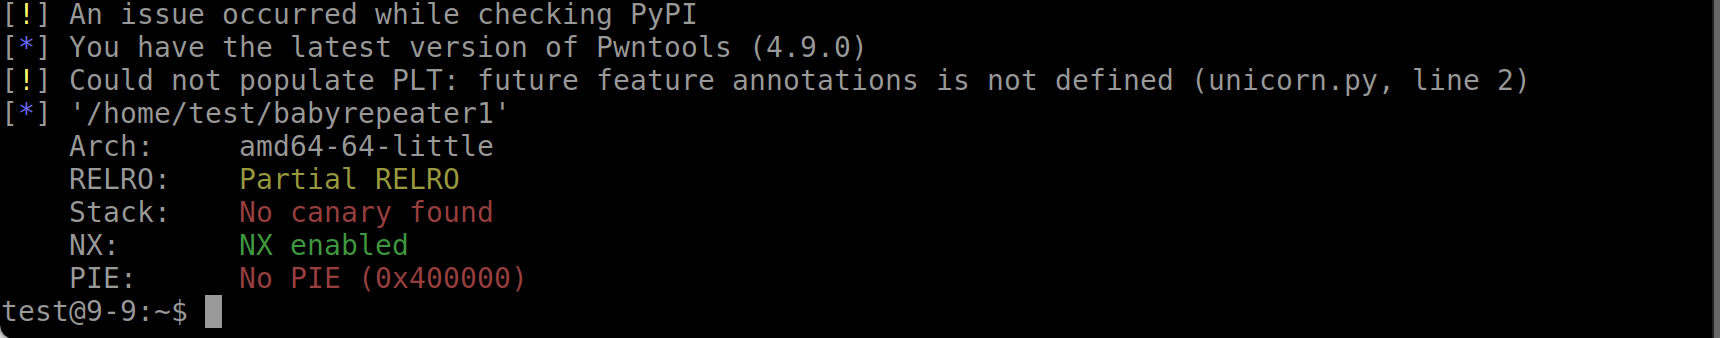 [!] An issue occurred while checking PyPI
[*] You have the latest version of Pwntools (4.9.0)
[!] Could not populate PLT: future feature annotations is not defined (unicorn.py, line 2)
[*] '/home/test/babyrepeater1'
    Arch:     amd64-64-little
    RELRO:    Partial RELRO
    Stack:    No canary found
    NX:       NX enabled
    PIE:      No PIE (0x400000)
test@9-9:~$